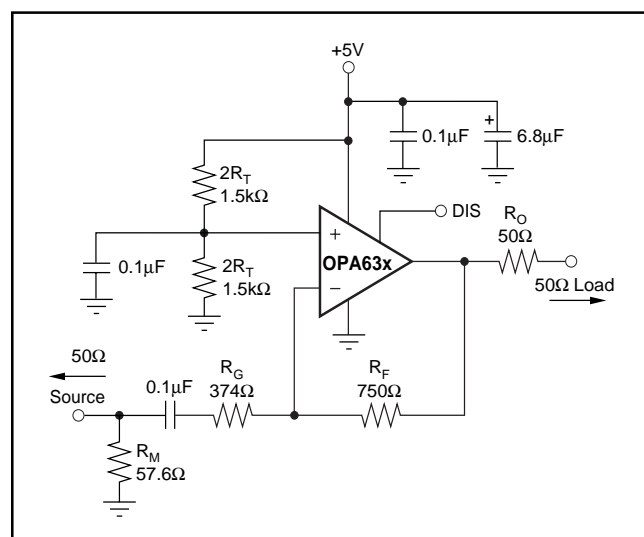 +5V
0.1µF
+
6.8µF
2R_T
1.5kΩ
DIS
R_O
50Ω
+
OPA63x
−
0.1µF
2R_T
1.5kΩ
50Ω Load
50Ω
Source
0.1µF
R_G
374Ω
R_F
750Ω
R_M
57.6Ω